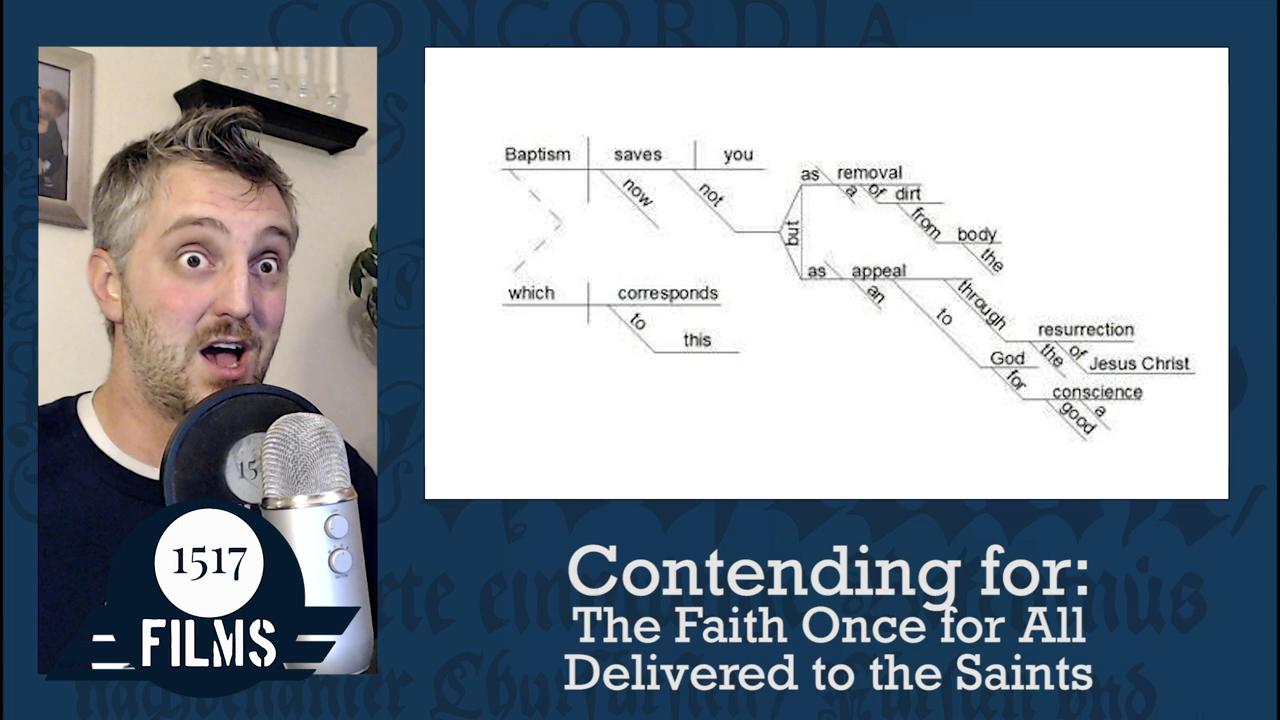 CONCORDIA
Baptism saves you
now
not
but
as removal
a
of
dirt
from
body
the
as appeal
an
to
God
for
conscience
a
good
through
resurrection
the
of
Jesus Christ
which corresponds
to
this
15
1517
FILMS
Contending for:
The Faith Once for All
Delivered to the Saints